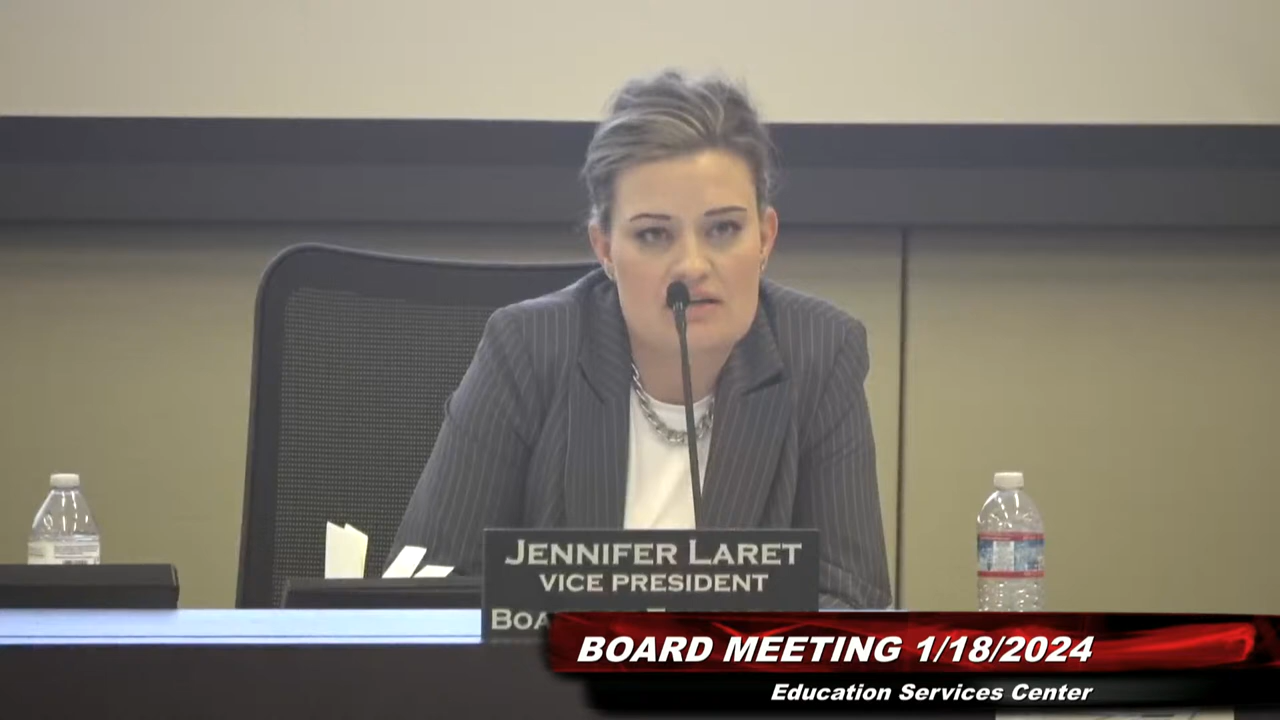 JENNIFER LARET
VICE PRESIDENT
BOARD MEETING 1/18/2024
Education Services Center